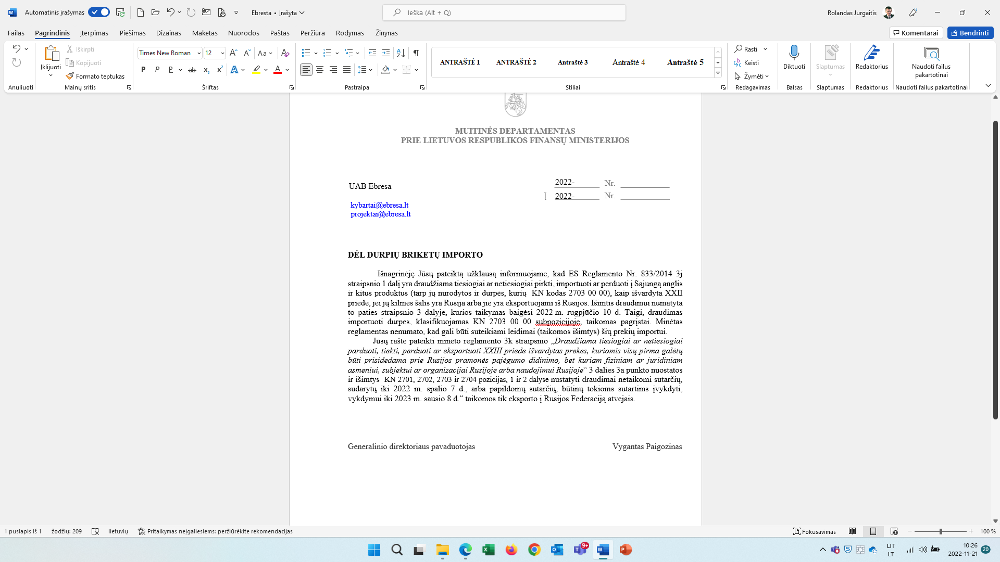 Automatinis įrašymas
Ebresta • Įrašyta
Ieška (Alt + Q)
Rolandas Jurgaitis
Failas Pagrindinis Įterpimas Piešimas Dizainas Maketas Nuorodos Paštas Peržiūra Rodymas Žinynas
Komentarai Bendrinti
Įklijuoti
Iškirpti
Kopijuoti
Formato teptukas
Times New Roman 12
ANTRAŠTĖ 1 ANTRAŠTĖ 2 Antraštė 3 Antraštė 4 Antraštė 5
Rasti
Keisti
Žymėti
Diktuoti
Slaptumas
Redaktorius
Naudoti failus
pakartotinai
Anuliuoti Mainų sritis Šriftas Pastraipa Stiliai Redagavimas Balsas Slaptumas Redaktorius Naudoti failus pakartotinai
MUITINĖS DEPARTAMENTAS
PRIE LIETUVOS RESPUBLIKOS FINANSŲ MINISTERIJOS
UAB Ebresa
2022- Nr.
Į 2022- Nr.
kybartai@ebresa.lt
projektai@ebresa.lt
DĖL DURPIŲ BRIKETŲ IMPORTO
Išnagrinėję Jūsų pateiktą užklausą informuojame, kad ES Reglamento Nr. 833/2014 3j
straipsnio 1 dalį yra draudžiama tiesiogiai ar netiesiogiai pirkti, importuoti ar perduoti į Sąjungą anglis
ir kitus produktus (tarp jų nurodytos ir durpės, kurių KN kodas 2703 00 00), kaip išvardyta XXII
priede, jei jų kilmės šalis yra Rusija arba jie yra eksportuojami iš Rusijos. Išimtis draudimui numatyta
to paties straipsnio 3 dalyje, kurios taikymas baigėsi 2022 m. rugpjūčio 10 d. Taigi, draudimas
importuoti durpes, klasifikuojamas KN 2703 00 00 subpozicijoje, taikomas pagrįstai. Minėtas
reglamentas nenumato, kad gali būti suteikiami leidimai (taikomos išimtys) šių prekių importui.
Jūsų rašte pateikti minėto reglamento 3k straipsnio „Draudžiama tiesiogiai ar netiesiogiai
parduoti, tiekti, perduoti ar eksportuoti XXIII priede išvardytas prekes, kuriomis visų pirma galėtų
būti prisidedama prie Rusijos pramonės pajėgumo didinimo, bet kuriam fiziniam ar juridiniam
asmeniui, subjektui ar organizacijai Rusijoje arba naudojimui Rusijoje“ 3 dalies 3a punkto nuostatos
ir išimtys KN 2701, 2702, 2703 ir 2704 pozicijas, 1 ir 2 dalyse nustatyti draudimai netaikomi sutarčių,
sudarytų iki 2022 m. spalio 7 d., arba papildomų sutarčių, būtinų tokioms sutartims įvykdyti,
vykdymui iki 2023 m. sausio 8 d.“ taikomos tik eksporto į Rusijos Federaciją atvejais.
Generalinio direktoriaus pavaduotojas Vygantas Paigozinas
1 puslapis iš 1 žodžių: 209 lietuvių Pritaikymas neįgaliesiems: peržiūrėkite rekomendacijas
Fokusavimas 100 %
9+
LIT
LT
10:26
2022-11-21
20